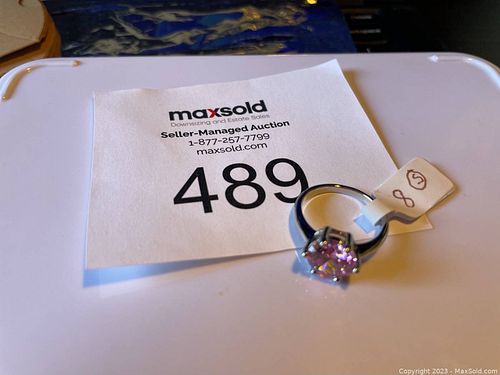 maxsold
Downsizing and Estate Sales
Seller-Managed Auction
1-877-257-7799
maxsold.com
489
8 S
Copyright 2023 - MaxSold.com